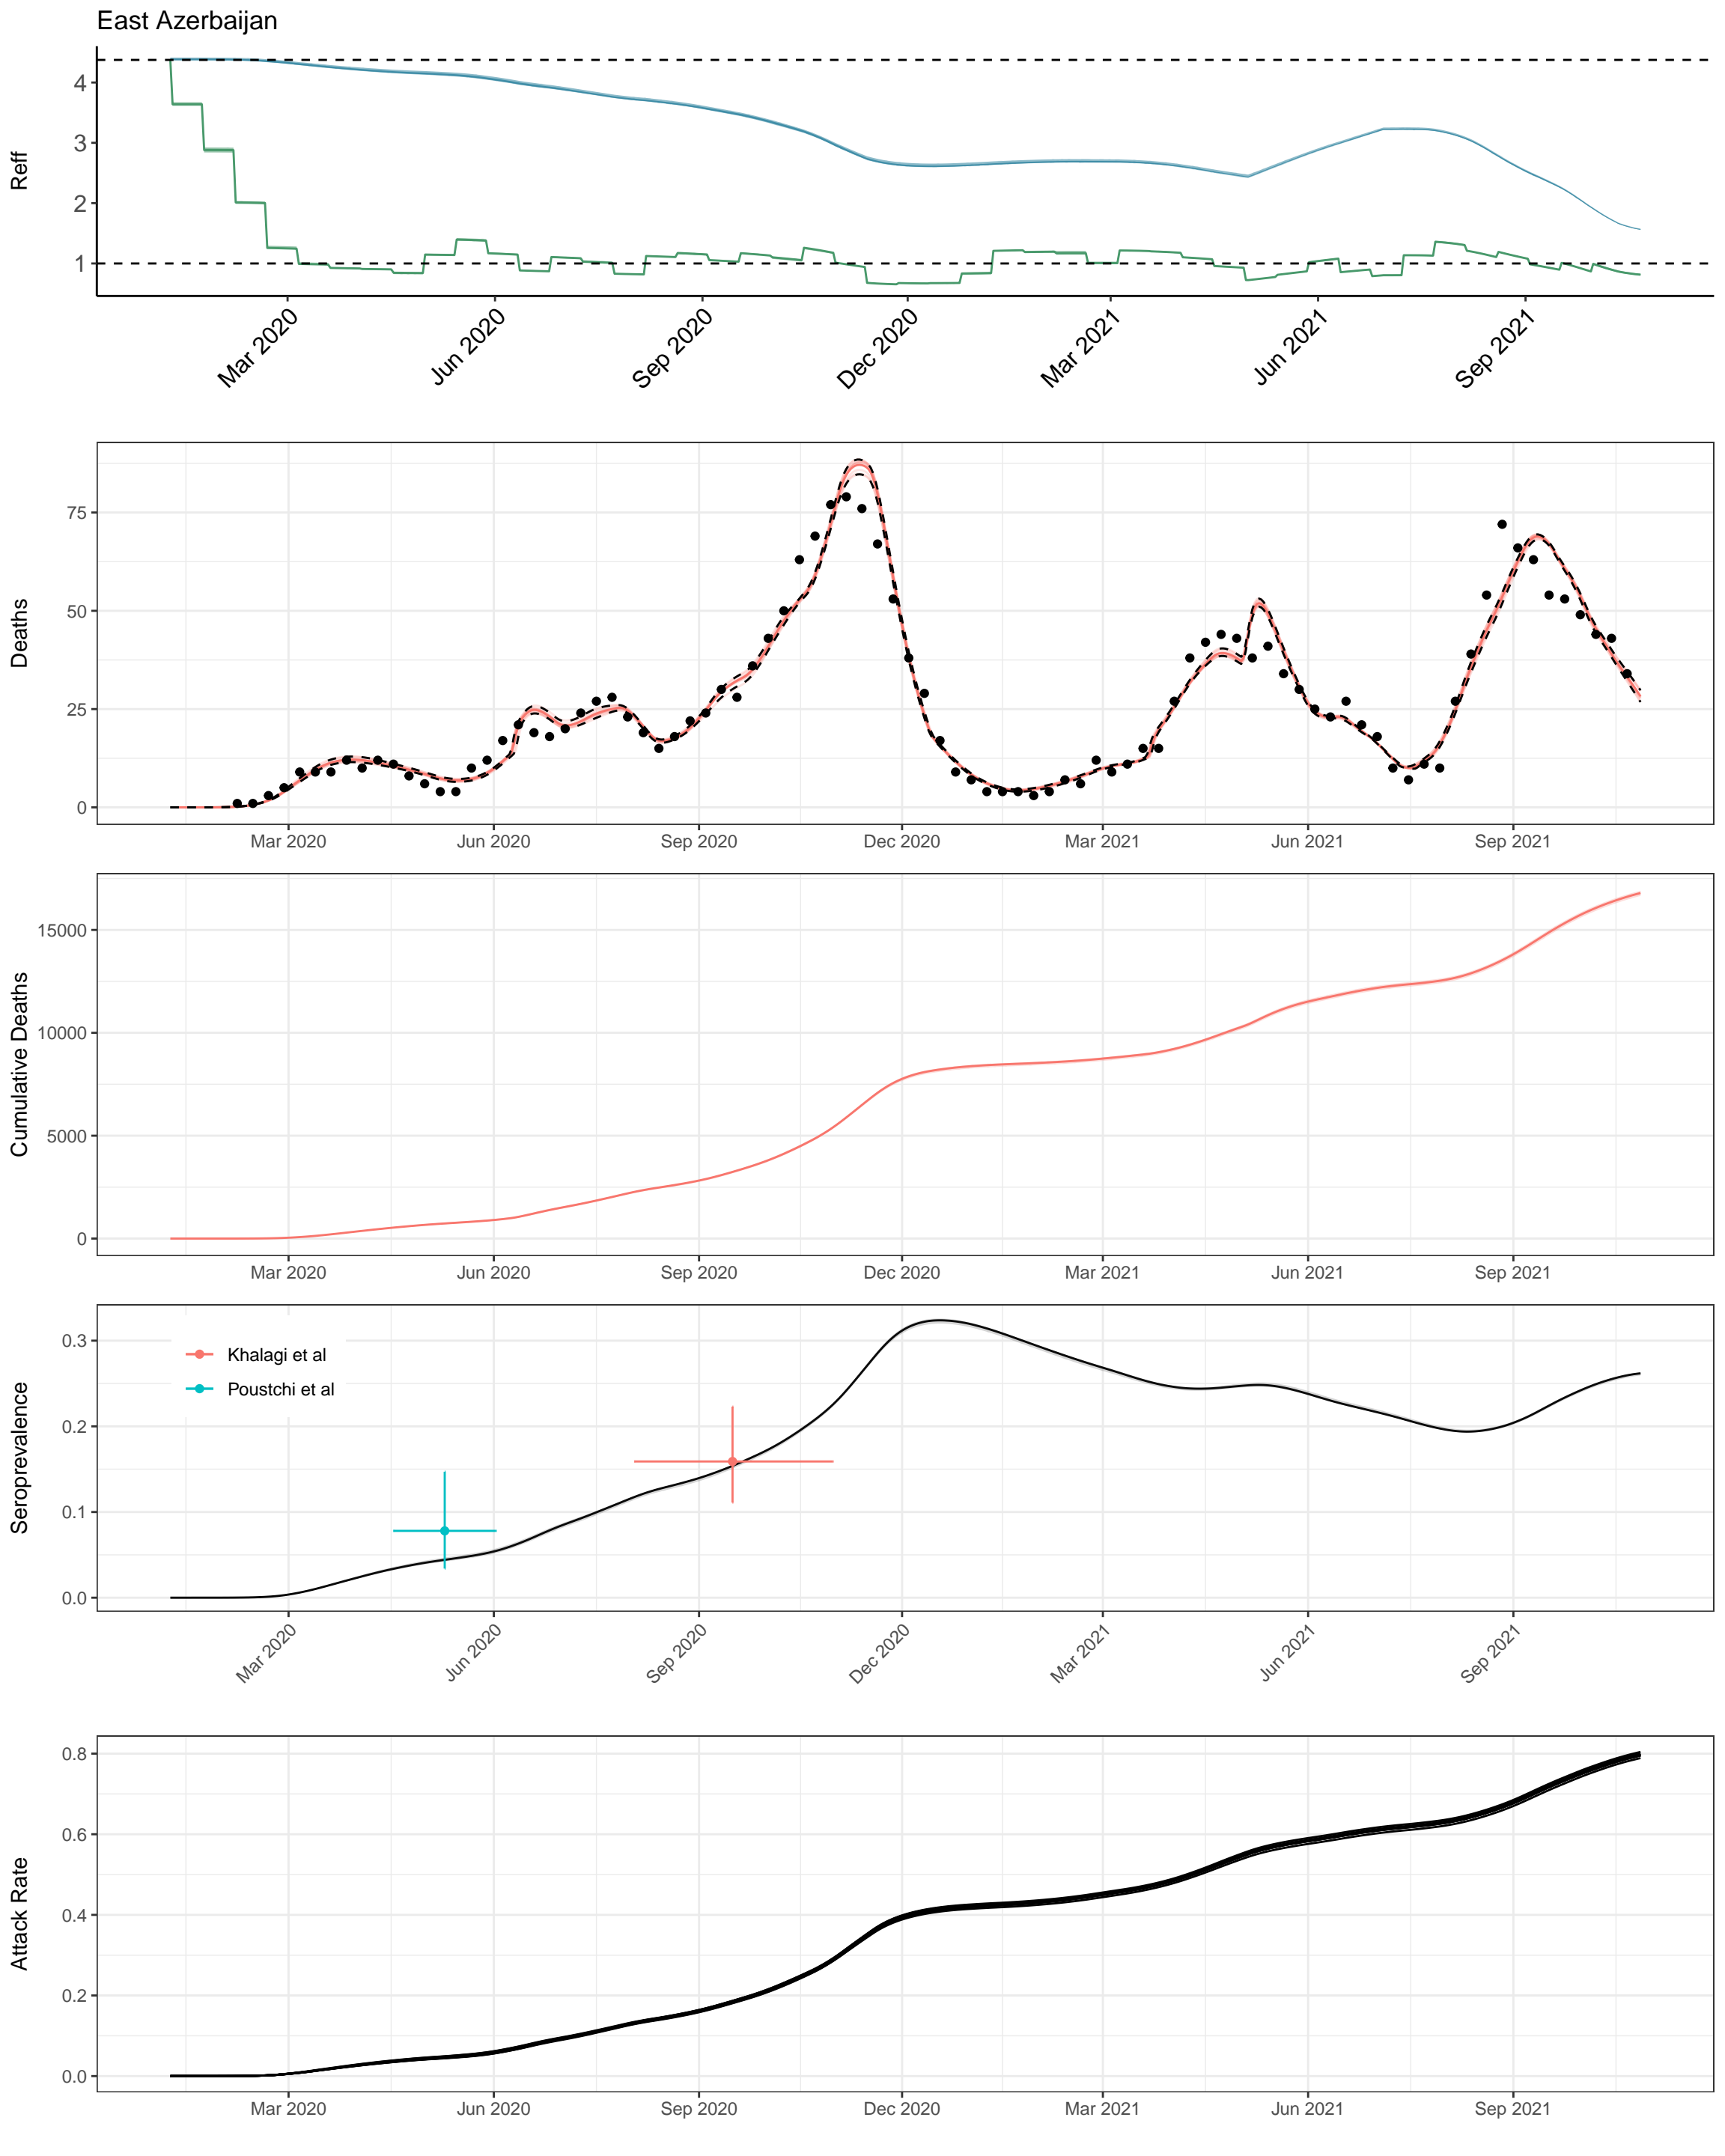 East Azerbaijan
Reff
4
3
2
1
Mar 2020
Jun 2020
Sep 2020
Dec 2020
Mar 2021
Jun 2021
Sep 2021
Deaths
75
50
25
0
Mar 2020
Jun 2020
Sep 2020
Dec 2020
Mar 2021
Jun 2021
Sep 2021
Cumulative Deaths
15000
10000
5000
0
Mar 2020
Jun 2020
Sep 2020
Dec 2020
Mar 2021
Jun 2021
Sep 2021
Seroprevalence
0.3
0.2
0.1
0.0
Khalagi et al
Poustchi et al
Mar 2020
Jun 2020
Sep 2020
Dec 2020
Mar 2021
Jun 2021
Sep 2021
Attack Rate
0.8
0.6
0.4
0.2
0.0
Mar 2020
Jun 2020
Sep 2020
Dec 2020
Mar 2021
Jun 2021
Sep 2021